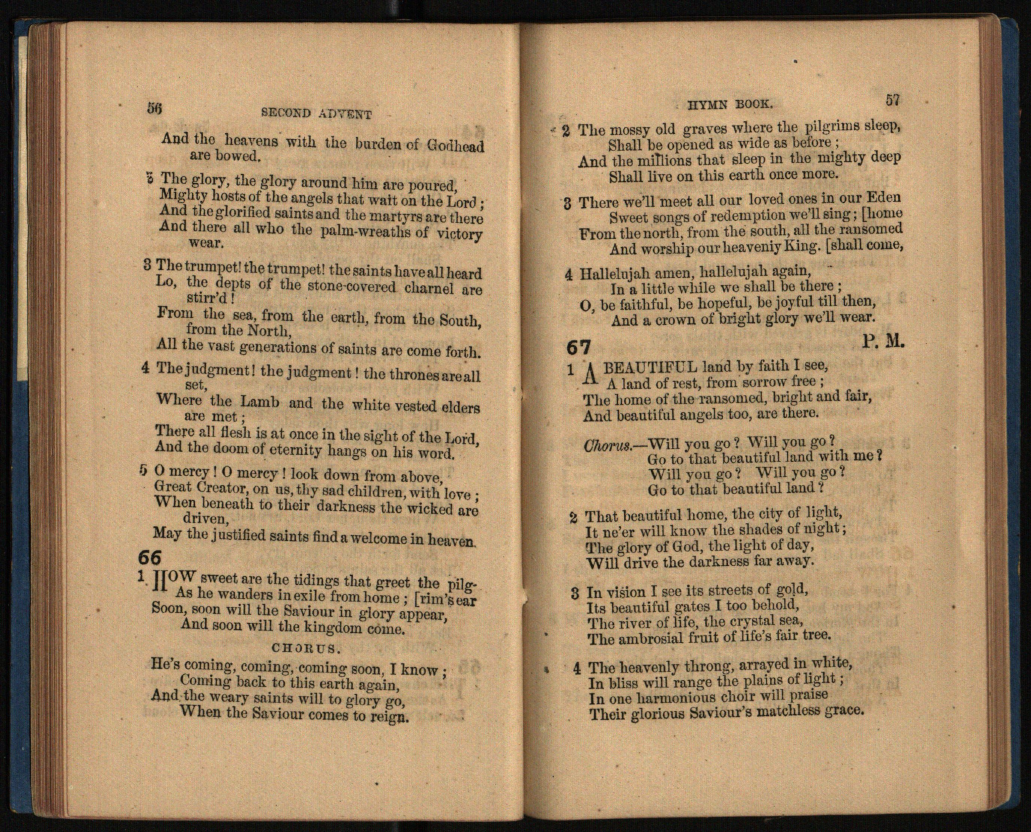 56
SECOND ADVENT
And the heavens with the burden of Godhead
are bowed.
2 The glory, the glory around him are poured,
Mighty hosts of the angels that wait on the Lord;
And the glorified saints and the martyrs are there
And there all who the palm-wreaths of victory
wear.
3 The trumpet! the trumpet! the saints have all heard
Lo, the depts of the stone-covered charnel are
stirr'd!
From the sea, from the earth, from the South,
from the North,
All the vast generations of saints are come forth.
4 The judgment! the judgment! the thrones are all
set,
Where the Lamb and the white vested elders
are met;
There all flesh is at once in the sight of the Lord,
And the doom of eternity hangs on his word.
5 O mercy! O mercy! look down from above,
Great Creator, on us, thy sad children, with love;
When beneath to their darkness the wicked are
driven,
May the justified saints find a welcome in heaven.
66
1 HOW sweet are the tidings that greet the pilg-
As he wanders in exile from home; [rim's ear
Soon, soon will the Saviour in glory appear,
And soon will the kingdom come.
CHORUS.
He's coming, coming, coming soon, I know;
Coming back to this earth again,
And the weary saints will to glory go,
When the Saviour comes to reign.
HYMN BOOK. 57
2 The mossy old graves where the pilgrims sleep,
Shall be opened as wide as before;
And the millions that sleep in the mighty deep
Shall live on this earth once more.
3 There we'll meet all our loved ones in our Eden
Sweet songs of redemption we'll sing; [home
From the north, from the south, all the ransomed
And worship our heaveniy King. [shall come,
4 Hallelujah amen, hallelujah again,
In a little while we shall be there;
O, be faithful, be hopeful, be joyful till then,
And a crown of bright glory we'll wear.
67 P. M.
1 A BEAUTIFUL land by faith I see,
A land of rest, from sorrow free;
The home of the ransomed, bright and fair,
And beautiful angels too, are there.
Chorus.—Will you go? Will you go?
Go to that beautiful land with me?
Will you go? Will you go?
Go to that beautiful land?
2 That beautiful home, the city of light,
It ne'er will know the shades of night;
The glory of God, the light of day,
Will drive the darkness far away.
3 In vision I see its streets of gold,
Its beautiful gates I too behold,
The river of life, the crystal sea,
The ambrosial fruit of life's fair tree.
4 The heavenly throng, arrayed in white,
In bliss will range the plains of light;
In one harmonious choir will praise
Their glorious Saviour's matchless grace.